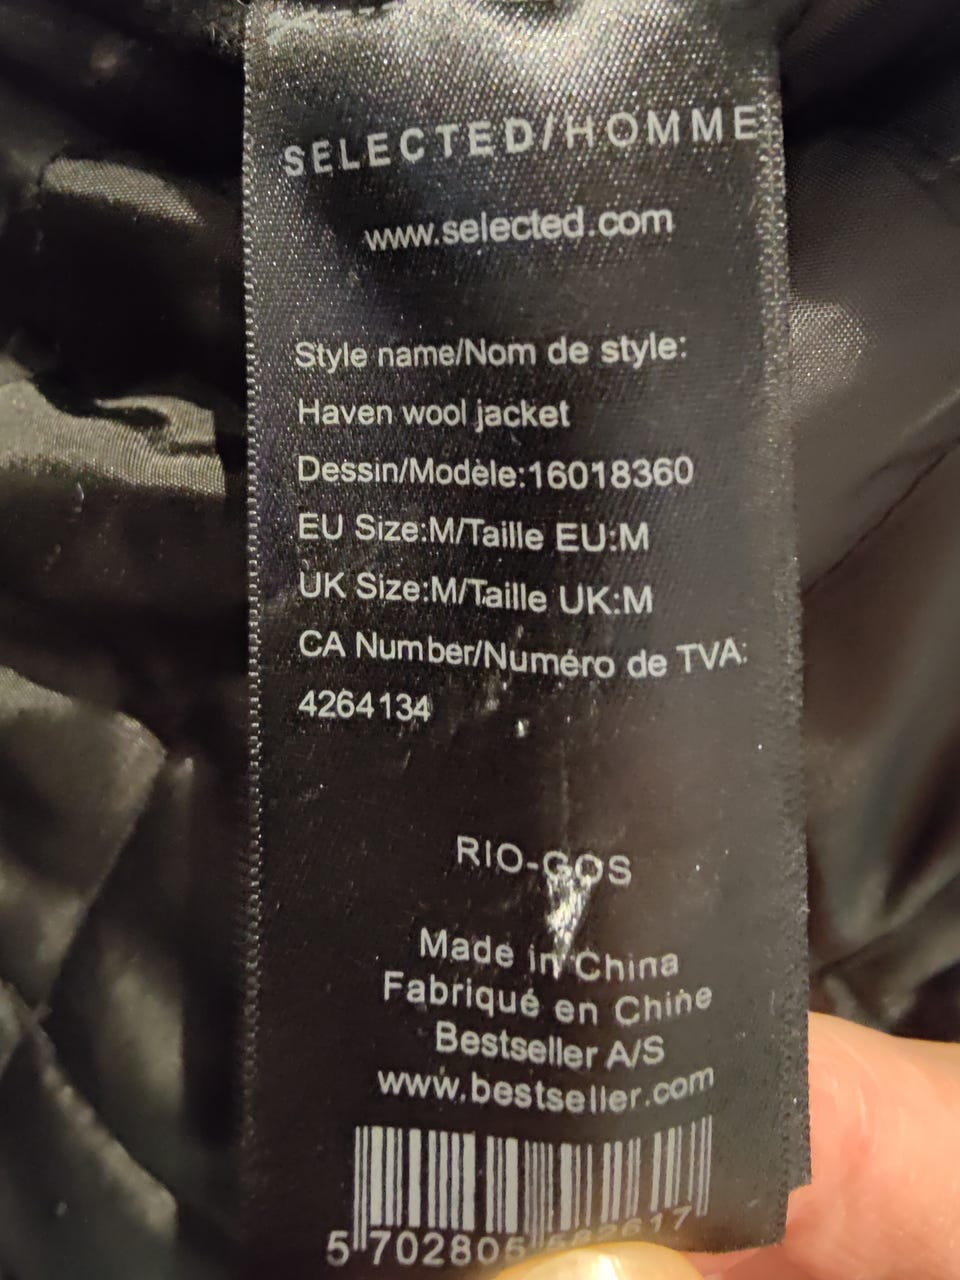 SELECTED/HOMME
www.selected.com
Style name/Nom de style:
Haven wool jacket
Dessin/Modèle:16018360
EU Size:M/Taille EU:M
UK Size:M/Taille UK:M
CA Number/Numéro de TVA:
4264134
RIO-GOS
Made in China
Fabriqué en Chine
Bestseller A/S
www.bestseller.com